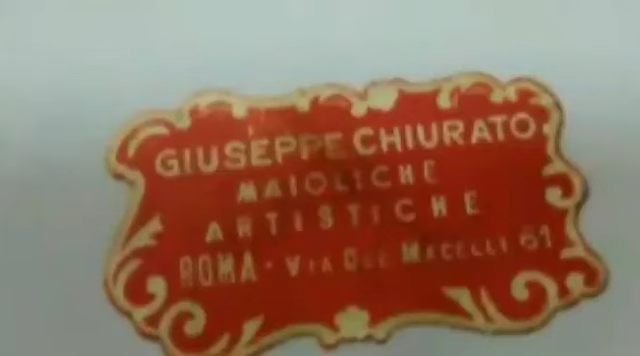 GIUSEPPE CHIURATO
MAIOLICHE
ARTISTICHE
ROMA - VIA DUE MACELLI 61